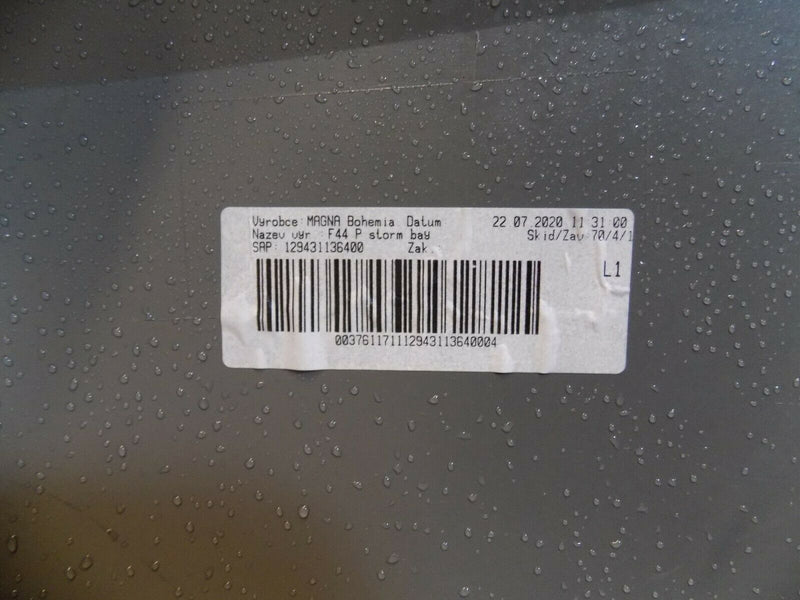 Vyrobce: MAGNA Bohemia Datum 22 07.2020 11 31 00
Nazev vyr : F44 P storm bay Skid/Zav 70/4/1
SAP: 129431136400 Zak.
L1
003761171112943113640004